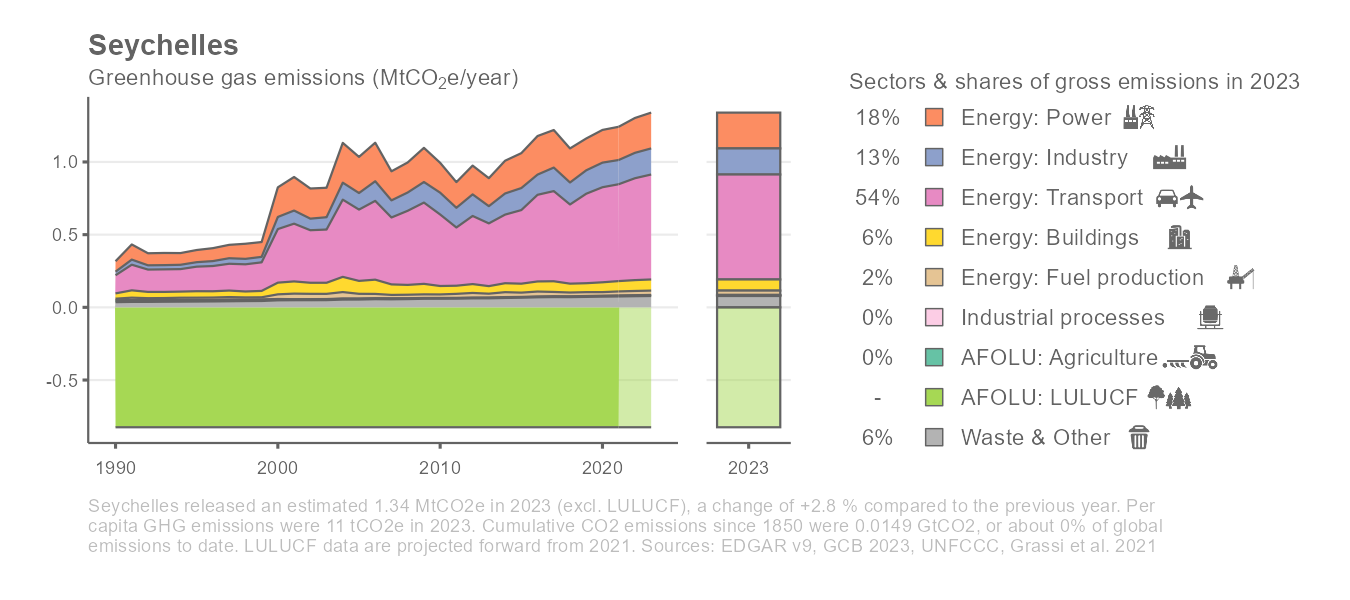 Seychelles
Greenhouse gas emissions (MtCO₂e/year)
1.0
0.5
0.0
-0.5
1990
2000
2010
2020
2023
Sectors & shares of gross emissions in 2023
18% Energy: Power
13% Energy: Industry
54% Energy: Transport
6% Energy: Buildings
2% Energy: Fuel production
0% Industrial processes
0% AFOLU: Agriculture
- AFOLU: LULUCF
6% Waste & Other
Seychelles released an estimated 1.34 MtCO2e in 2023 (excl. LULUCF), a change of +2.8 % compared to the previous year. Per
capita GHG emissions were 11 tCO2e in 2023. Cumulative CO2 emissions since 1850 were 0.0149 GtCO2, or about 0% of global
emissions to date. LULUCF data are projected forward from 2021. Sources: EDGAR v9, GCB 2023, UNFCCC, Grassi et al. 2021